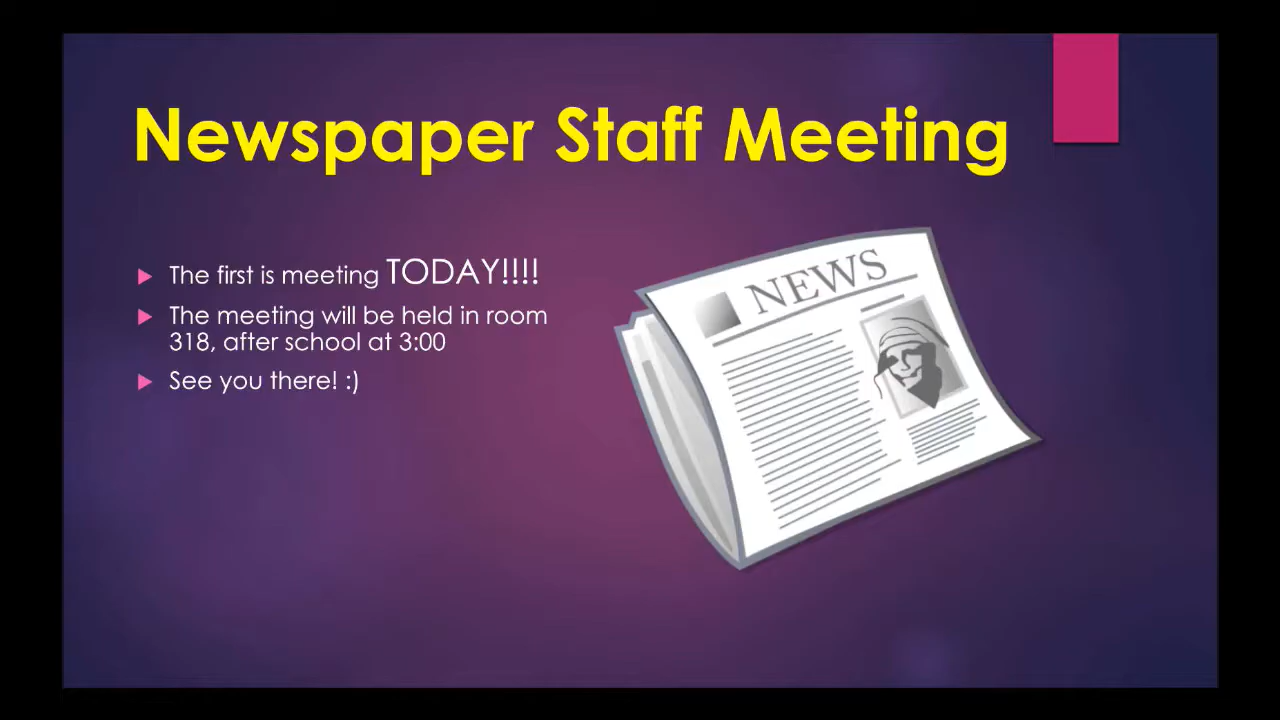 Newspaper Staff Meeting
The first is meeting TODAY!!!!
The meeting will be held in room
318, after school at 3:00
See you there! :)
NEWS